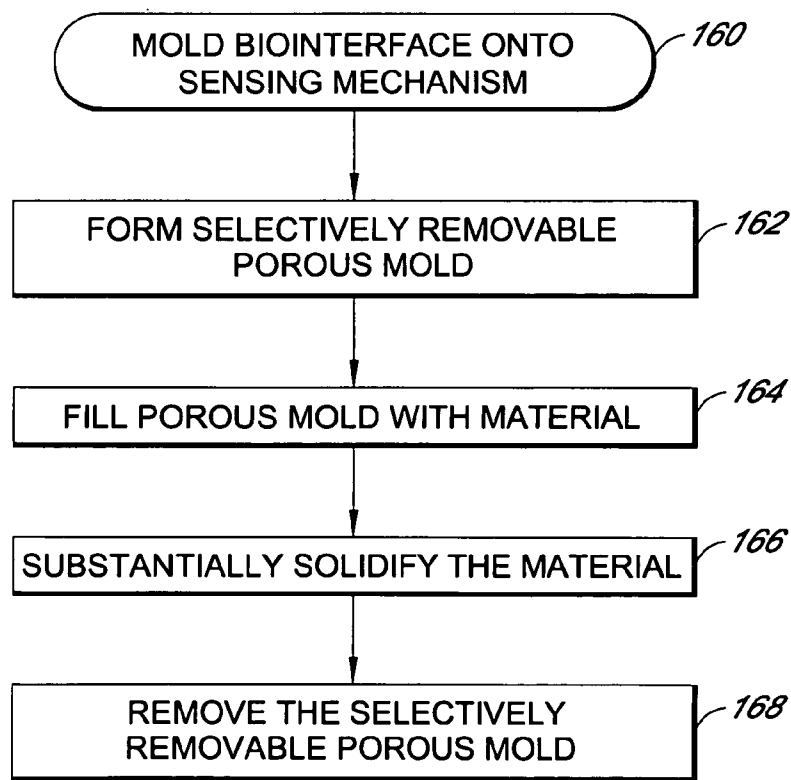 MOLD BIOINTERFACE ONTO
SENSING MECHANISM
160
FORM SELECTIVELY REMOVABLE
POROUS MOLD
162
FILL POROUS MOLD WITH MATERIAL
164
SUBSTANTIALLY SOLIDIFY THE MATERIAL
166
REMOVE THE SELECTIVELY
REMOVABLE POROUS MOLD
168